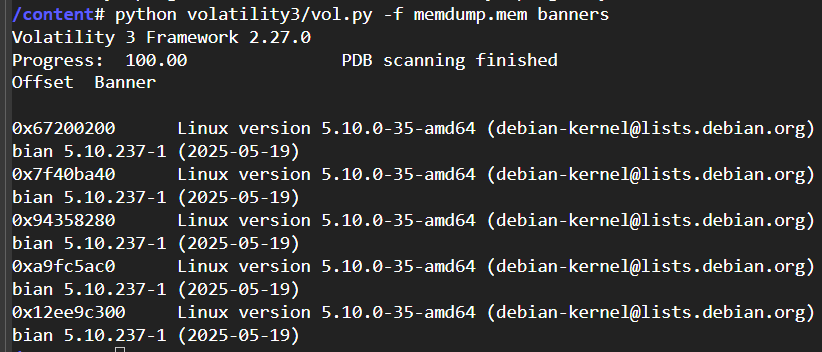 /content# python volatility3/vol.py -f memdump.mem banners
Volatility 3 Framework 2.27.0
Progress:  100.00               PDB scanning finished
Offset  Banner

0x67200200      Linux version 5.10.0-35-amd64 (debian-kernel@lists.debian.org)
bian 5.10.237-1 (2025-05-19)
0x7f40ba40      Linux version 5.10.0-35-amd64 (debian-kernel@lists.debian.org)
bian 5.10.237-1 (2025-05-19)
0x94358280      Linux version 5.10.0-35-amd64 (debian-kernel@lists.debian.org)
bian 5.10.237-1 (2025-05-19)
0xa9fc5ac0      Linux version 5.10.0-35-amd64 (debian-kernel@lists.debian.org)
bian 5.10.237-1 (2025-05-19)
0x12ee9c300     Linux version 5.10.0-35-amd64 (debian-kernel@lists.debian.org)
bian 5.10.237-1 (2025-05-19)